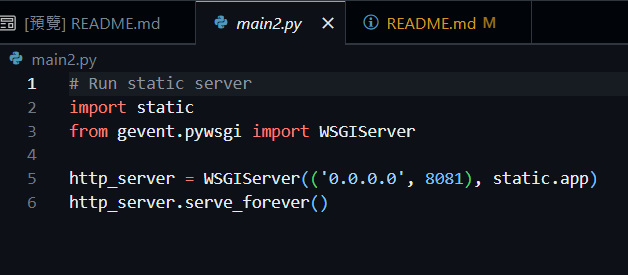 [預覽] README.md
main2.py
README.md M
main2.py
1 # Run static server
2 import static
3 from gevent.pywsgi import WSGIServer
4
5 http_server = WSGIServer(('0.0.0.0', 8081), static.app)
6 http_server.serve_forever()